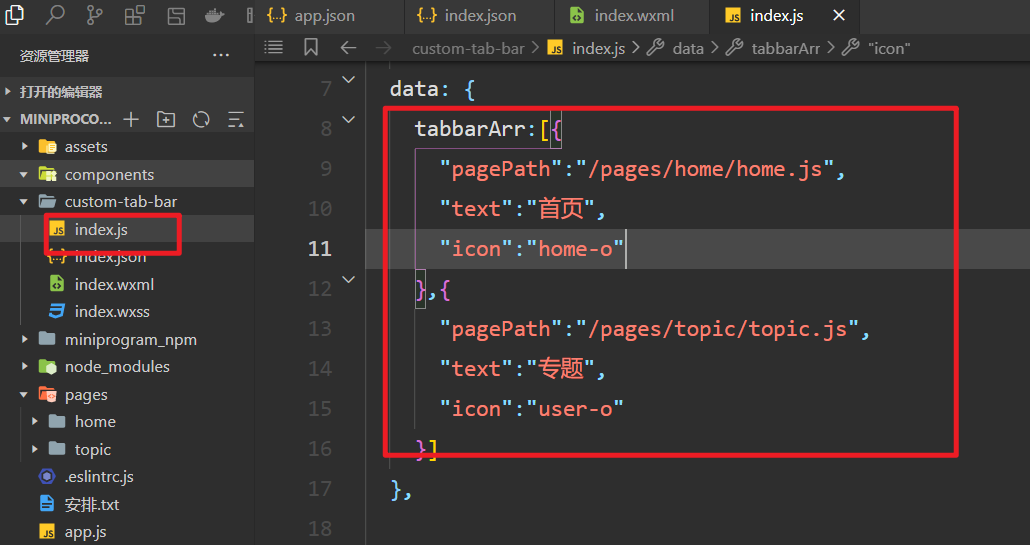 app.json
index.json
index.wxml
index.js
资源管理器
custom-tab-bar > index.js > data > tabbarArr > "icon"
打开的编辑器
MINIPROCO...
assets
components
custom-tab-bar
index.js
index.json
index.wxml
index.wxss
miniprogram_npm
node_modules
pages
home
topic
.eslintrc.js
安排.txt
app.js
7 data: {
8 tabbarArr:[{
9 "pagePath":"/pages/home/home.js",
10 "text":"首页",
11 "icon":"home-o"
12 },{
13 "pagePath":"/pages/topic/topic.js",
14 "text":"专题",
15 "icon":"user-o"
16 }]
17 },
18